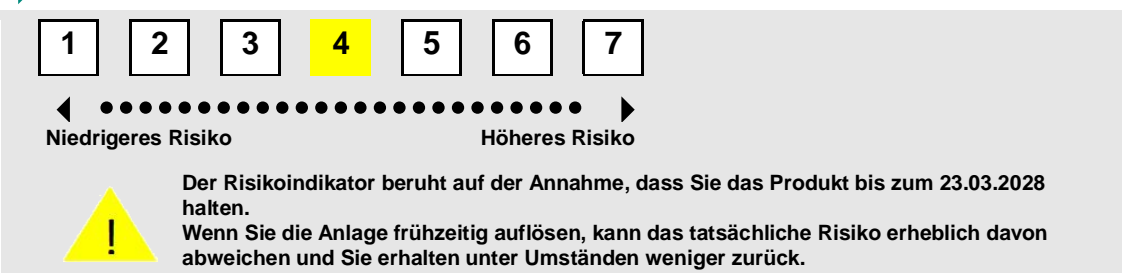 1 2 3 4 5 6 7
Niedrigeres Risiko Höheres Risiko
Der Risikoindikator beruht auf der Annahme, dass Sie das Produkt bis zum 23.03.2028
halten.
Wenn Sie die Anlage frühzeitig auflösen, kann das tatsächliche Risiko erheblich davon
abweichen und Sie erhalten unter Umständen weniger zurück.
!